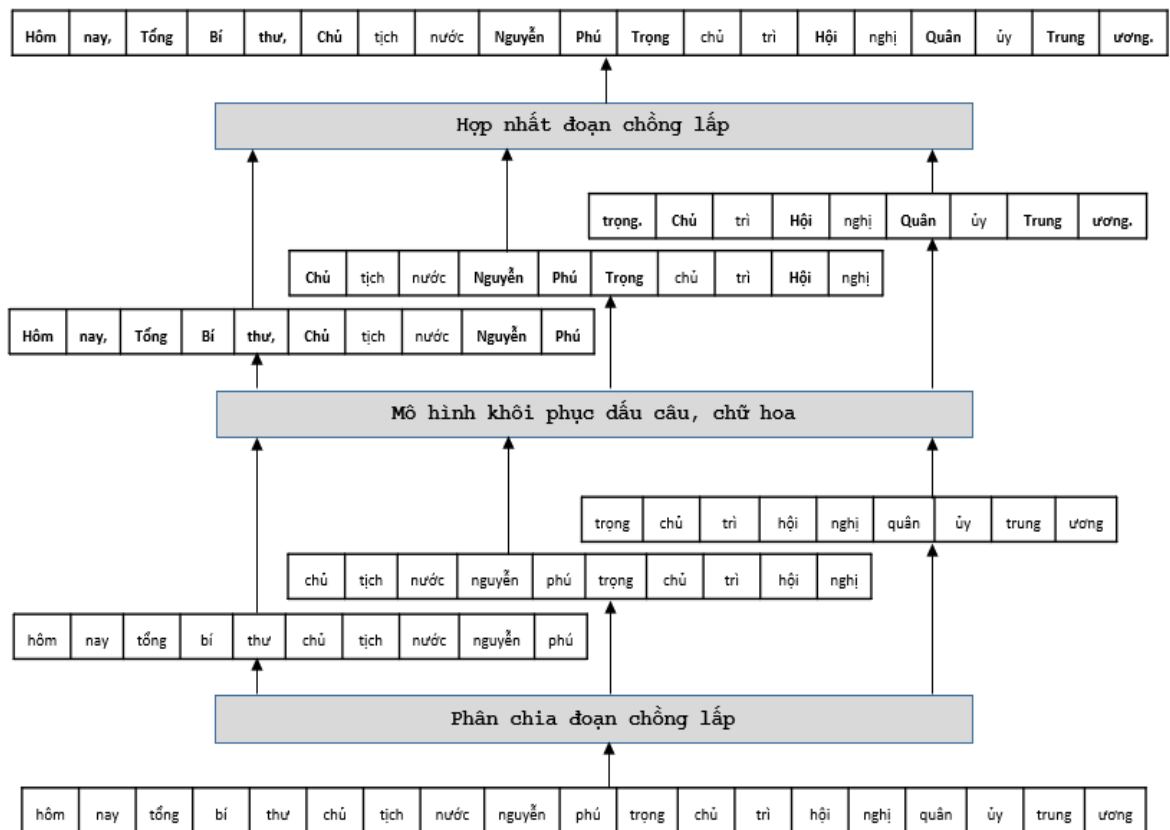 Hôm nay, Tổng Bí thư, Chủ tịch nước Nguyễn Phú Trọng chủ trì Hội nghị Quân ủy Trung ương.
Hợp nhất đoạn chồng lấp
trọng. Chủ trì Hội nghị Quân ủy Trung ương.
Chủ tịch nước Nguyễn Phú Trọng chủ trì Hội nghị
Hôm nay, Tổng Bí thư, Chủ tịch nước Nguyễn Phú
Mô hình khôi phục dấu câu, chữ hoa
trọng chủ trì hội nghị quân ủy trung ương
chủ tịch nước nguyễn phú trọng chủ trì hội nghị
hôm nay tổng bí thư chủ tịch nước nguyễn phú
Phân chia đoạn chồng lấp
hôm nay tổng bí thư chủ tịch nước nguyễn phú trọng chủ trì hội nghị quân ủy trung ương